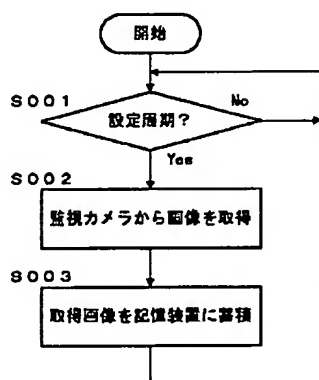 開始
S001
設定周期？
No
Yes
S002
監視カメラから画像を取得
S003
取得画像を記憶装置に蓄積